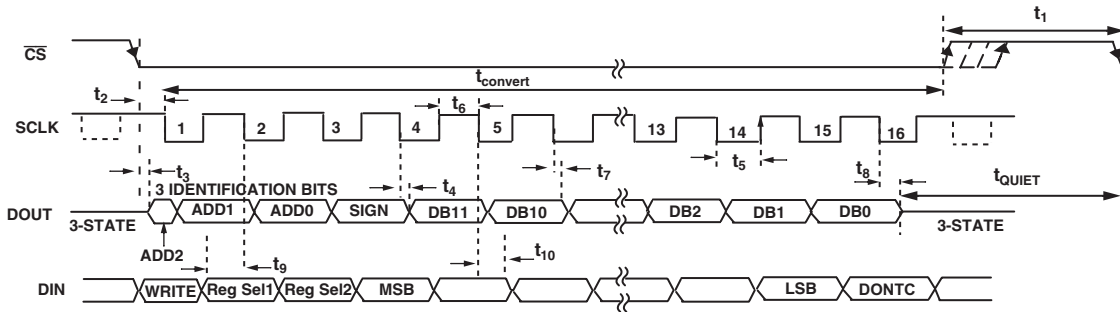 t1
CS
tconvert
t2
t6
SCLK
1 2 3 4 5 13 14 15 16
t3
t4
t7
t5
t8
tQUIET
3 IDENTIFICATION BITS
DOUT
ADD1 ADD0 SIGN DB11 DB10 DB2 DB1 DB0
3-STATE 3-STATE
ADD2
t9
t10
DIN
WRITE Reg Sel1 Reg Sel2 MSB LSB DONTC